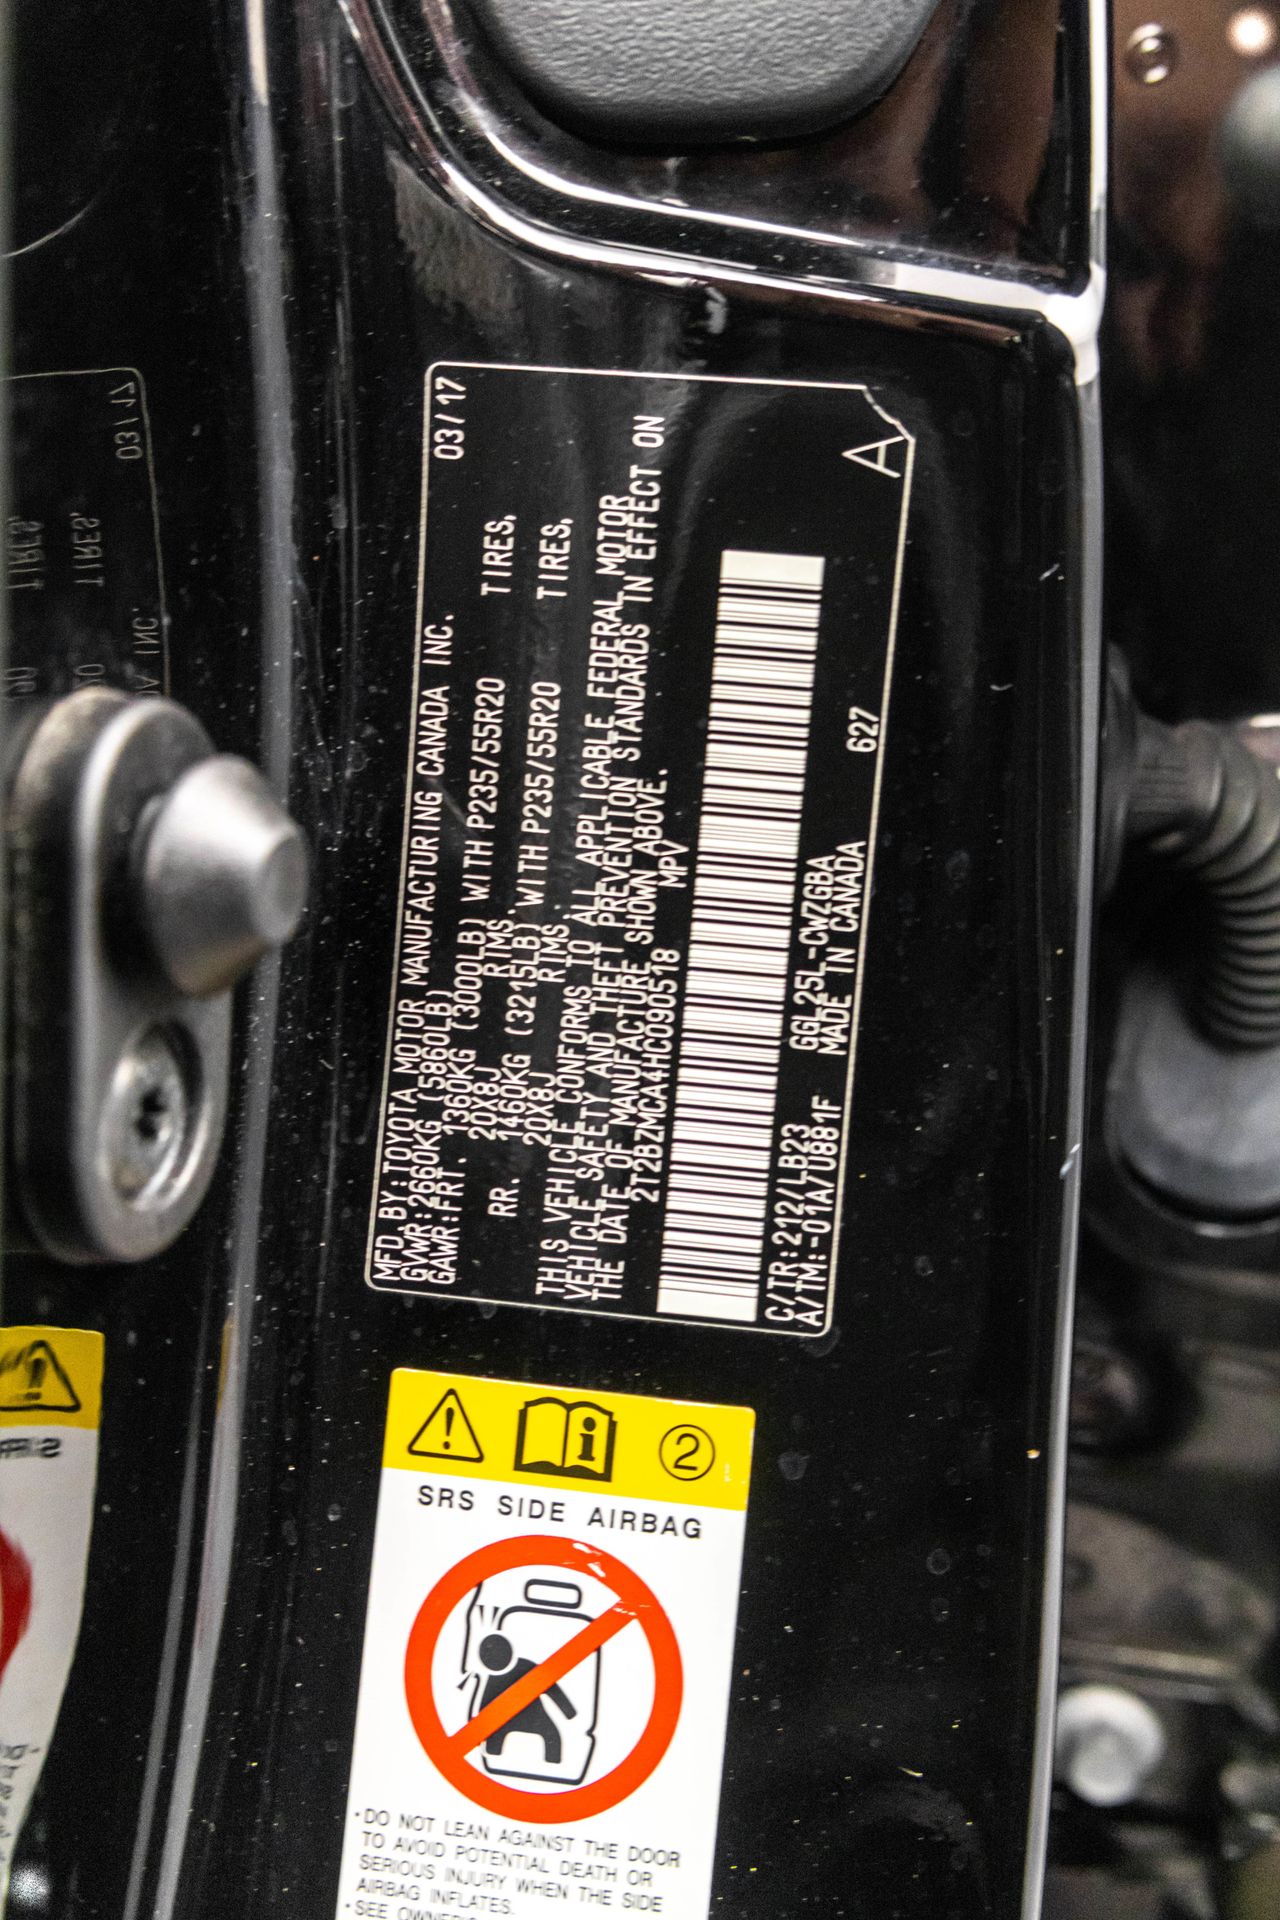 MFD.BY:TOYOTA MOTOR MANUFACTURING CANADA INC. 03/17
GVWR:2660KG (5860LB)
GAWR:FRT. 1360KG (3000LB) WITH P235/55R20 TIRES,
20X8J RIMS,
RR. 1460KG (3215LB) WITH P235/55R20 TIRES,
20X8J RIMS.
THIS VEHICLE CONFORMS TO ALL APPLICABLE FEDERAL MOTOR
VEHICLE SAFETY AND THEFT PREVENTION STANDARDS IN EFFECT ON
THE DATE OF MANUFACTURE SHOWN ABOVE.
2T2BZMCA4HC090518 MPV
C/TR:212/LB23 GGL25L-CWZGBA 627
A/TM:-01A/U881F MADE IN CANADA
A
2
SRS SIDE AIRBAG
•DO NOT LEAN AGAINST THE DOOR
TO AVOID POTENTIAL DEATH OR
SERIOUS INJURY WHEN THE SIDE
AIRBAG INFLATES.
•SEE OWNER'S